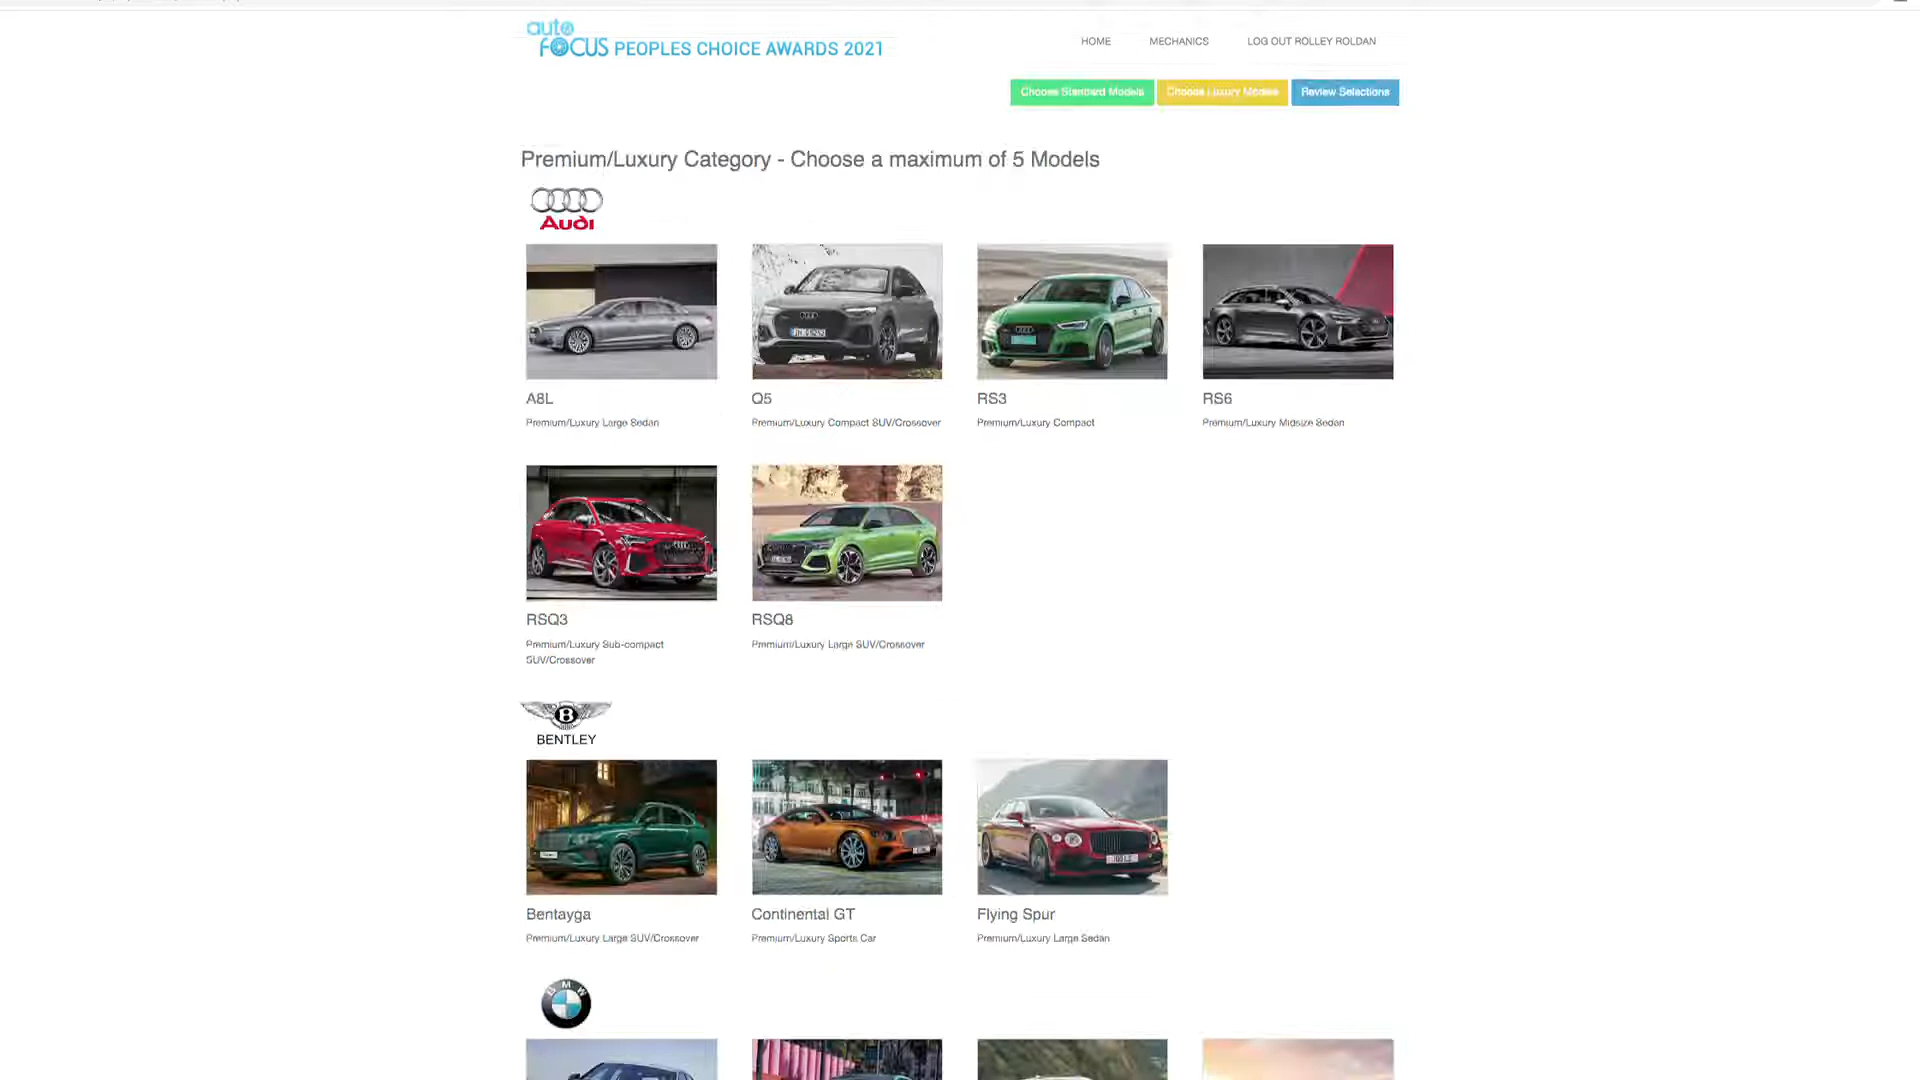 auto
FOCUS PEOPLES CHOICE AWARDS 2021
HOME MECHANICS LOG OUT ROLLEY ROLDAN
Choose Standard Models Choose Luxury Models Review Selections
Premium/Luxury Category - Choose a maximum of 5 Models
Audi
A8L Q5 RS3 RS6
Premium/Luxury Large Sedan Premium/Luxury Compact SUV/Crossover Premium/Luxury Compact Premium/Luxury Midsize Sedan
RSQ3 RSQ8
Premium/Luxury Sub-compact Premium/Luxury Large SUV/Crossover
SUV/Crossover
B
BENTLEY
Bentayga Continental GT Flying Spur
Premium/Luxury Large SUV/Crossover Premium/Luxury Sports Car Premium/Luxury Large Sedan
BMW